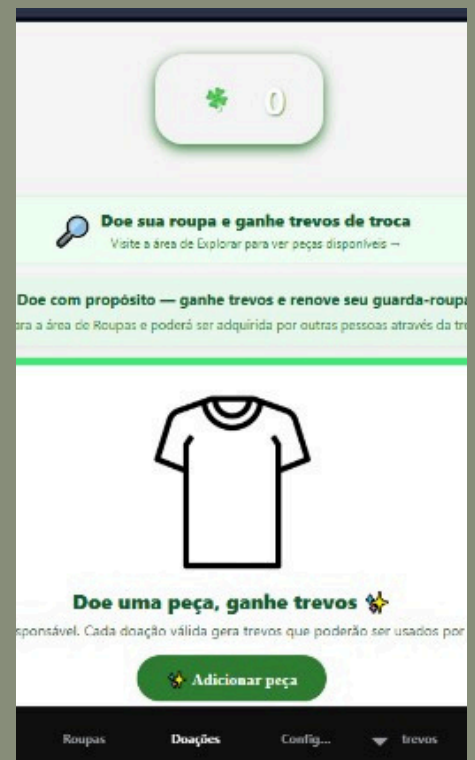 0
Doe sua roupa e ganhe trevos de troca
Visite a área de Explorar para ver peças disponíveis →
Doe com propósito — ganhe trevos e renove seu guarda-roupa
ara a área de Roupas e poderá ser adquirida por outras pessoas através da tr
Doe uma peça, ganhe trevos ✨
sponsável. Cada doação válida gera trevos que poderão ser usados por
✨ Adicionar peça
Roupas Doações Config... trevos